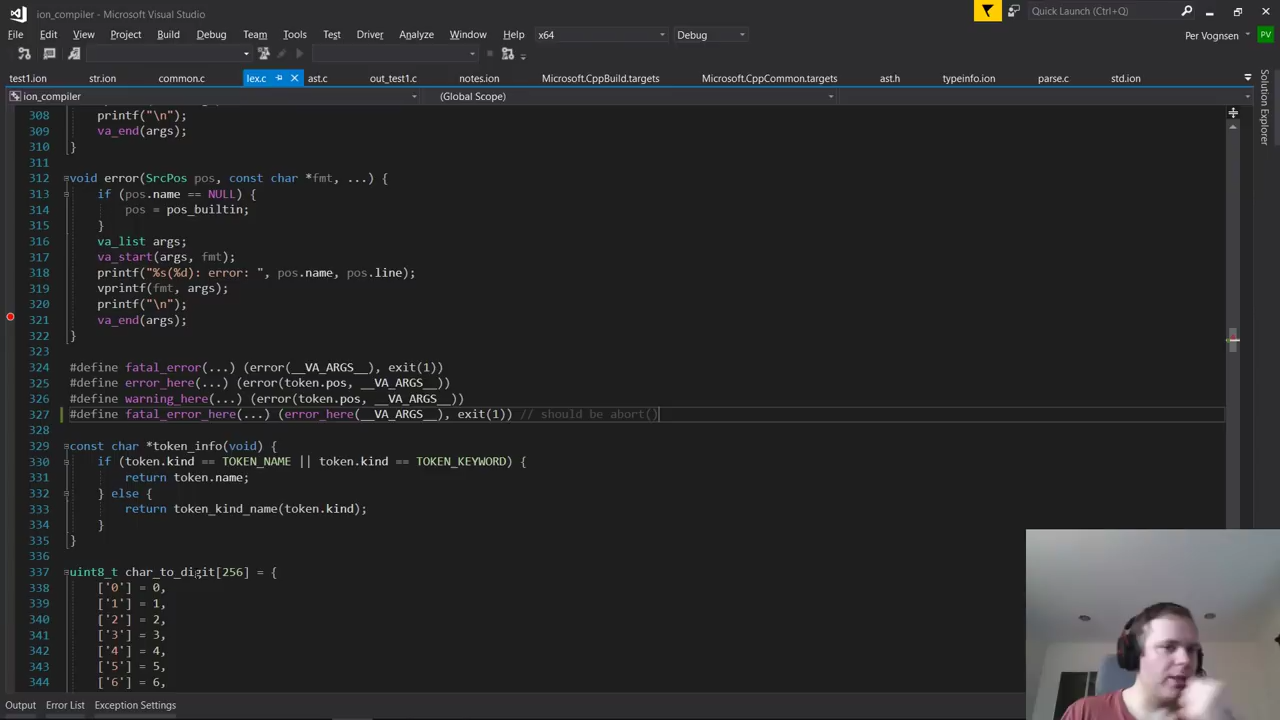 ion_compiler - Microsoft Visual Studio
Quick Launch (Ctrl+Q)
File Edit View Project Build Debug Team Tools Test Driver Analyze Window Help x64 Debug
Per Vognsen PV
test1.ion str.ion common.c lex.c ast.c out_test1.c notes.ion Microsoft.CppBuild.targets Microsoft.CppCommon.targets ast.h typeinfo.ion parse.c std.ion
ion_compiler (Global Scope)
Solution Explorer
308 printf("\n");
309 va_end(args);
310 }
311
312 void error(SrcPos pos, const char *fmt, ...) {
313 if (pos.name == NULL) {
314 pos = pos_builtin;
315 }
316 va_list args;
317 va_start(args, fmt);
318 printf("%s(%d): error: ", pos.name, pos.line);
319 vprintf(fmt, args);
320 printf("\n");
321 va_end(args);
322 }
323
324 #define fatal_error(...) (error(__VA_ARGS__), exit(1))
325 #define error_here(...) (error(token.pos, __VA_ARGS__))
326 #define warning_here(...) (error(token.pos, __VA_ARGS__))
327 #define fatal_error_here(...) (error_here(__VA_ARGS__), exit(1)) // should be abort()
328
329 const char *token_info(void) {
330 if (token.kind == TOKEN_NAME || token.kind == TOKEN_KEYWORD) {
331 return token.name;
332 } else {
333 return token_kind_name(token.kind);
334 }
335 }
336
337 uint8_t char_to_digit[256] = {
338 ['0'] = 0,
339 ['1'] = 1,
340 ['2'] = 2,
341 ['3'] = 3,
342 ['4'] = 4,
343 ['5'] = 5,
344 ['6'] = 6,
Output Error List Exception Settings